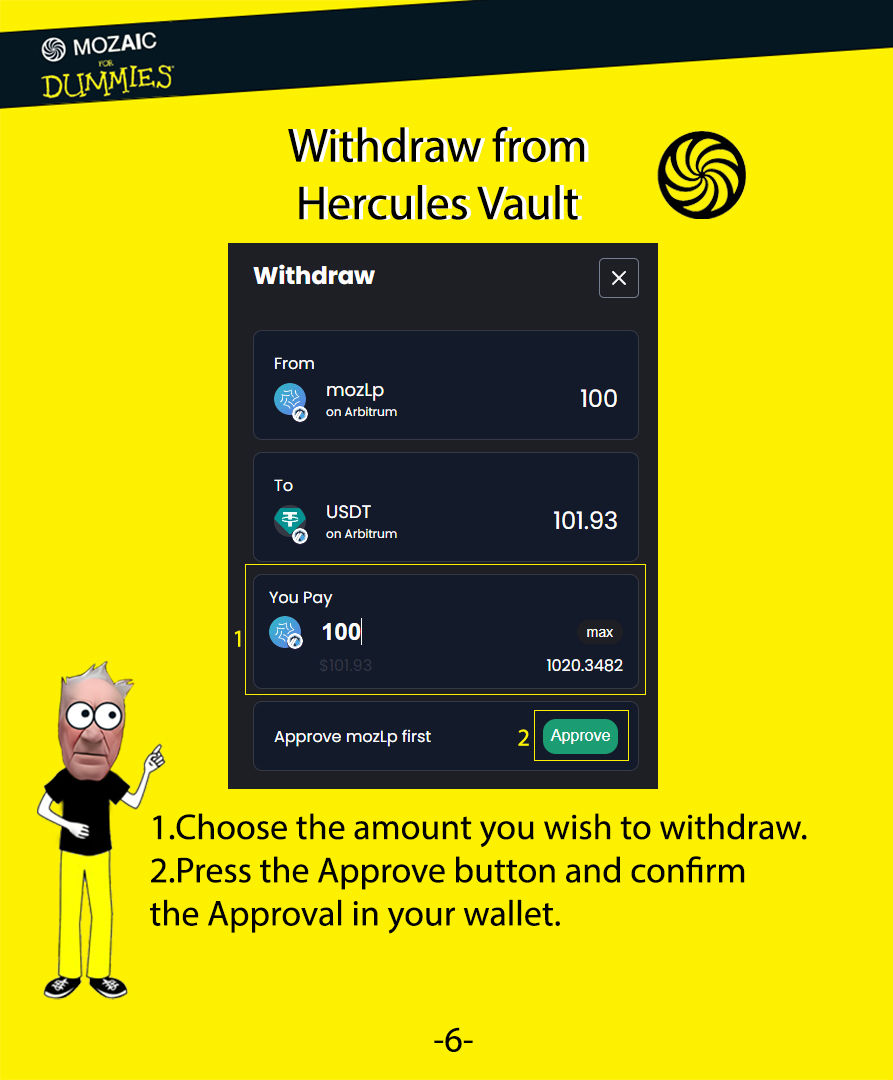 MOZAIC
FOR
DUMMIES
Withdraw from
Hercules Vault
Withdraw
From
mozLp
on Arbitrum
100
To
USDT
on Arbitrum
101.93
You Pay
1
100
max
$101.93
1020.3482
Approve mozLp first
2
Approve
1.Choose the amount you wish to withdraw.
2.Press the Approve button and confirm
the Approval in your wallet.
-6-